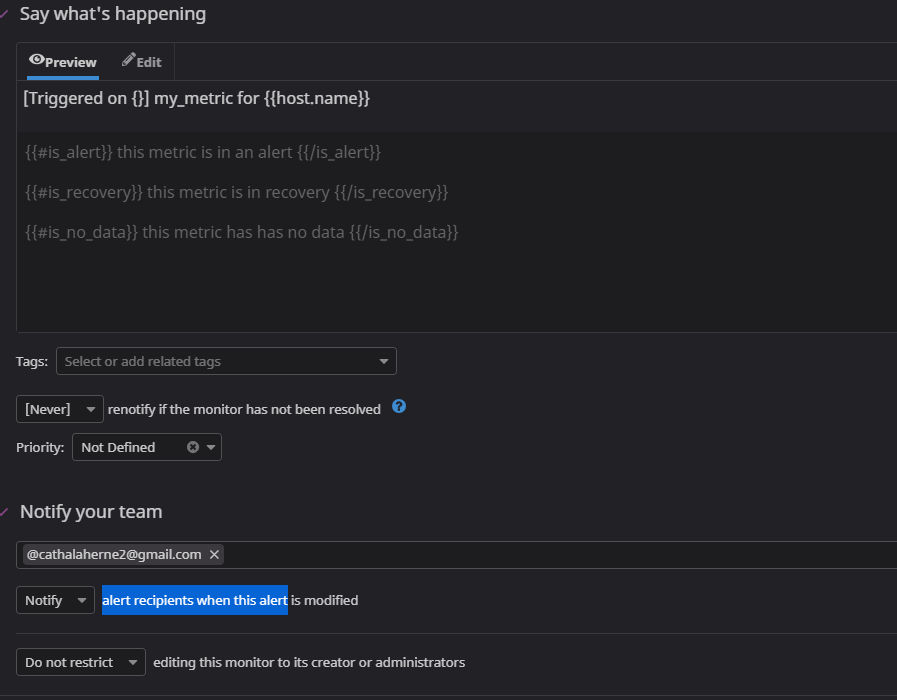 Say what's happening
Preview Edit
[Triggered on {}] my_metric for {{host.name}}
{{#is_alert}} this metric is in an alert {{/is_alert}}
{{#is_recovery}} this metric is in recovery {{/is_recovery}}
{{#is_no_data}} this metric has has no data {{/is_no_data}}
Tags: Select or add related tags
[Never] renotify if the monitor has not been resolved ?
Priority: Not Defined
Notify your team
@cathalaherne2@gmail.com
Notify alert recipients when this alert is modified
Do not restrict editing this monitor to its creator or administrators